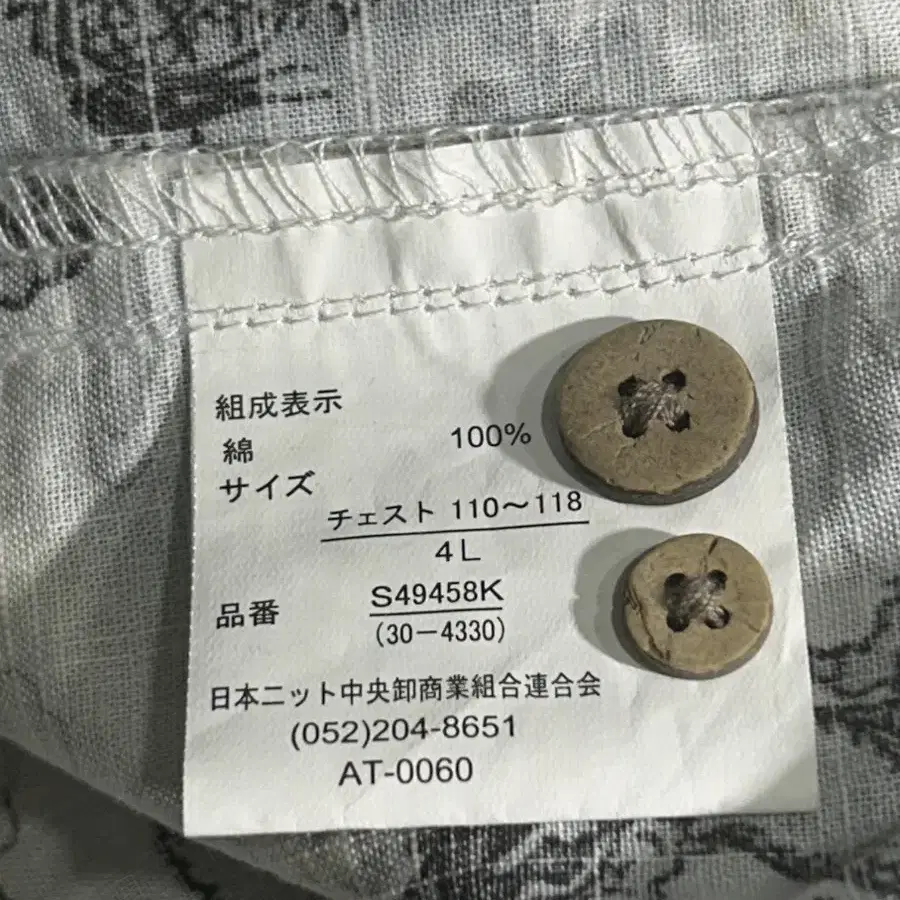 組成表示
綿 100%
サイズ
チェスト 110～118
4L
品番 S49458K
(30－4330)
日本ニット中央卸商業組合連合会
(052)204-8651
AT-0060